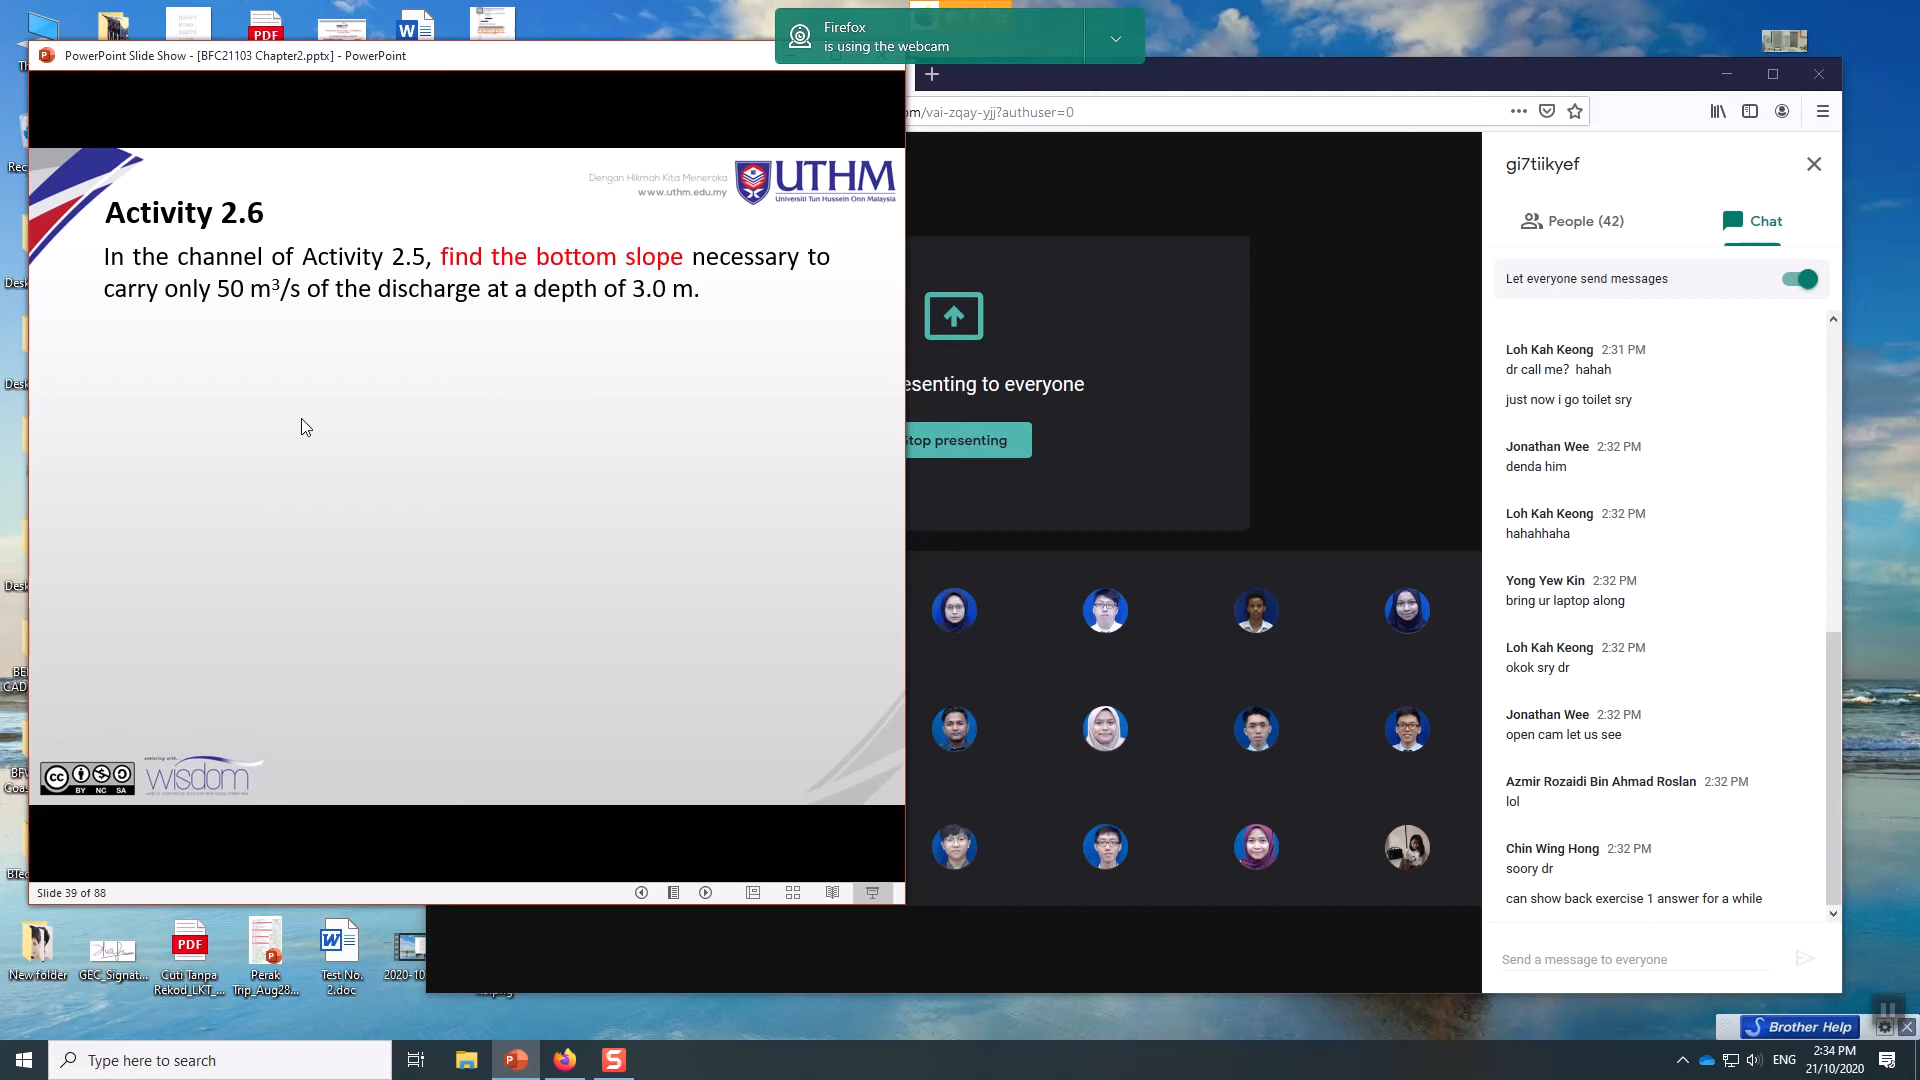 Firefox
is using the webcam
PowerPoint Slide Show - [BFC21103 Chapter2.pptx] - PowerPoint
Dengan Hikmah Kita Meneroka
www.uthm.edu.my
UTHM
Universiti Tun Hussein Onn Malaysia
Activity 2.6
In the channel of Activity 2.5, find the bottom slope necessary to
carry only 50 m³/s of the discharge at a depth of 3.0 m.
CC BY NC SA
wisdom
Slide 39 of 88
om/vai-zqay-yjj?authuser=0
esenting to everyone
Stop presenting
gi7tiikyef
People (42)
Chat
Let everyone send messages
Loh Kah Keong 2:31 PM
dr call me? hahah
just now i go toilet sry
Jonathan Wee 2:32 PM
denda him
Loh Kah Keong 2:32 PM
hahahhaha
Yong Yew Kin 2:32 PM
bring ur laptop along
Loh Kah Keong 2:32 PM
okok sry dr
Jonathan Wee 2:32 PM
open cam let us see
Azmir Rozaidi Bin Ahmad Roslan 2:32 PM
lol
Chin Wing Hong 2:32 PM
soory dr
can show back exercise 1 answer for a while
Send a message to everyone
PDF
New folder
GEC_Signat...
Cuti Tanpa
Rekod_LKT_...
Perak
Trip_Aug28...
Test No.
2.doc
2020-10
PDF
Brother Help
Type here to search
ENG
2:34 PM
21/10/2020